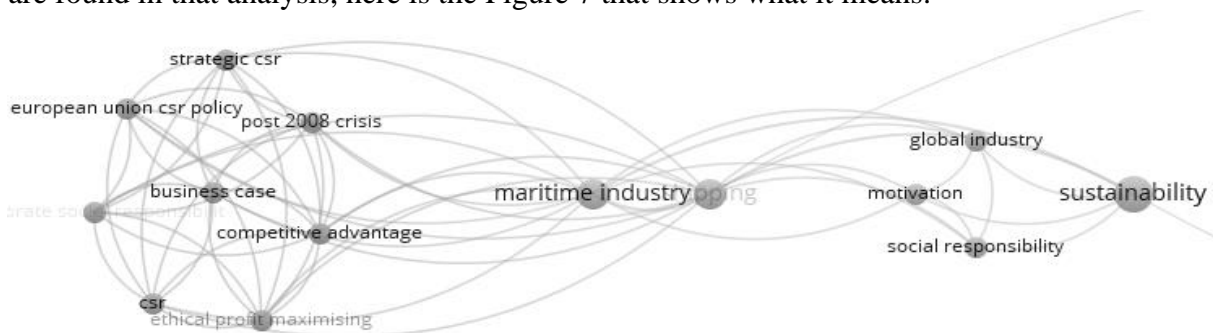 are found in that analysis, here is the Figure 7 that shows what it means:
strategic csr
european union csr policy
post 2008 crisis
global industry
business case
maritime industry
motivation
sustainability
competitive advantage
social responsibility
csr
ethical profit maximising